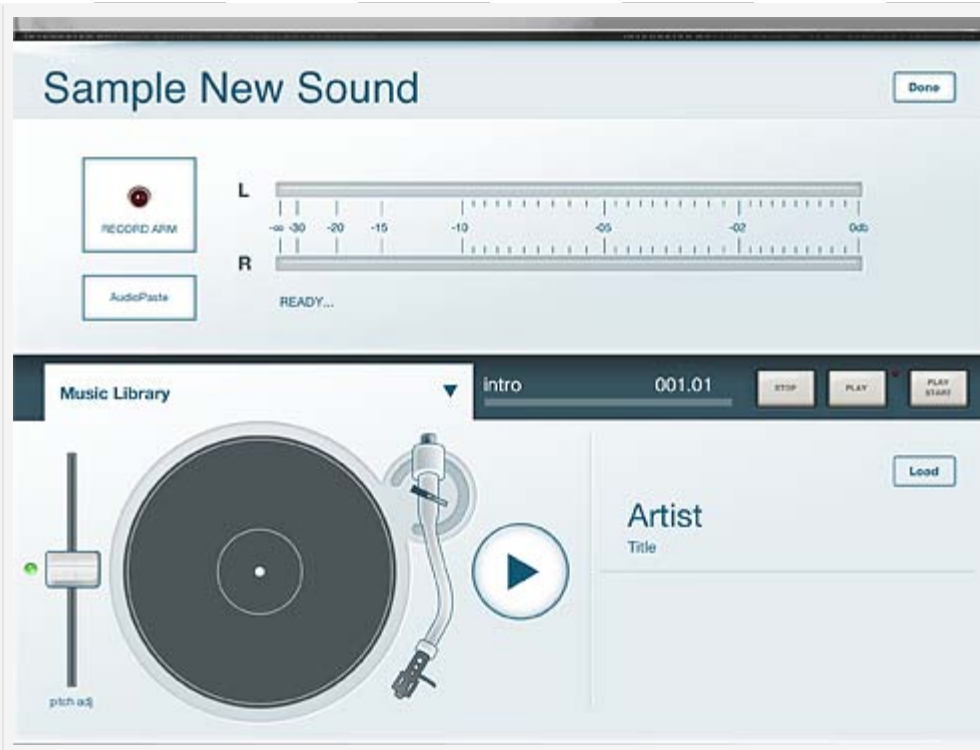 Sample New Sound
Done
L
RECORD ARM
-∞ -30 -20 -15 -10 -05 -02 0db
R
AudioPaste
READY...
Music Library
intro
001.01
STOP
PLAY
PLAY
START
Load
Artist
Title
pitch adj